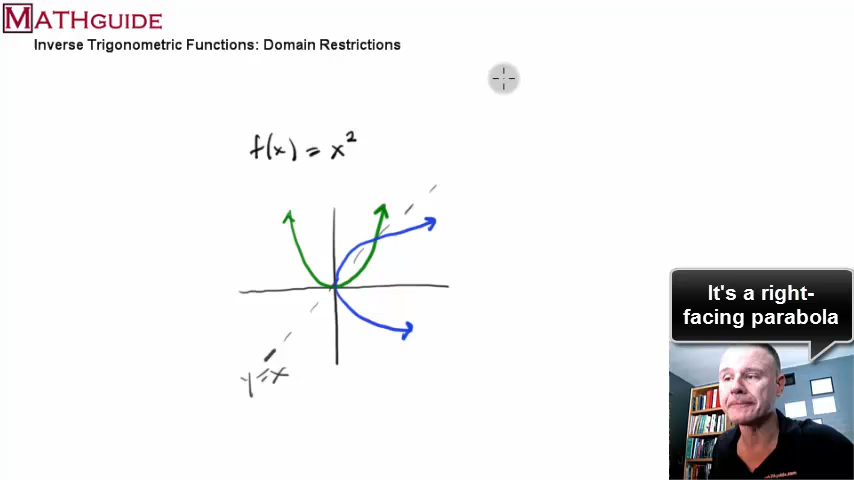 MATHGUIDE
Inverse Trigonometric Functions: Domain Restrictions
f(x) = x²
y=x
It's a right-
facing parabola